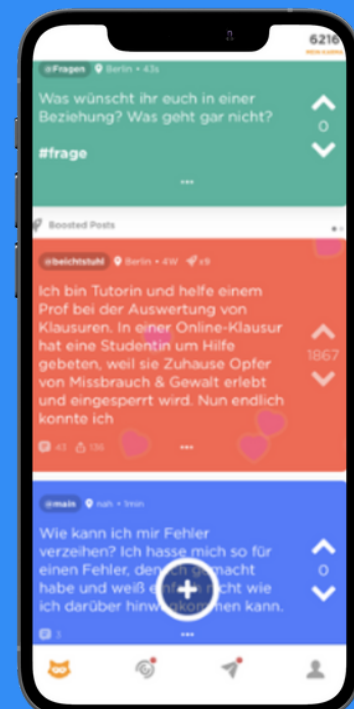 6216
MEIN KARMA
@Fragen Berlin • 43s
Was wünscht ihr euch in einer
Beziehung? Was geht gar nicht?
0
#frage
Boosted Posts
@beichtstuhl Berlin • 4W x8
Ich bin Tutorin und helfe einem
Prof bei der Auswertung von
Klausuren. In einer Online-Klausur
hat eine Studentin um Hilfe
gebeten, weil sie Zuhause Opfer
von Missbrauch & Gewalt erlebt
und eingesperrt wird. Nun endlich
konnte ich
1867
43 136
@main nah • 1min
Wie kann ich mir Fehler
verzeihen? Ich hasse mich so für
einen Fehler, den ich gemacht
habe und weiß einfach nicht wie
ich darüber hinwegkommen kann.
0
3